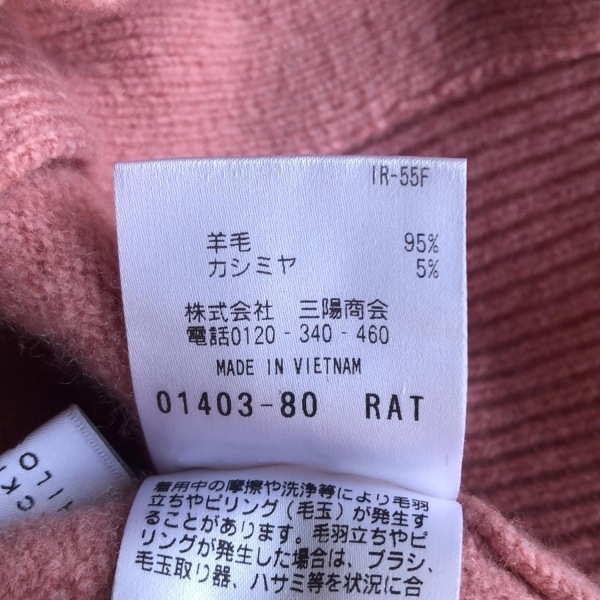 IR-55F
羊毛 95%
カシミヤ 5%
株式会社 三陽商会
電話0120-340-460
MADE IN VIETNAM
01403-80 RAT
着用中の摩擦や洗浄等により毛羽
立ちやピリング(毛玉)が発生す
ることがあります。毛羽立ちやピ
リングが発生した場合は、ブラシ、
毛玉取り器、ハサミ等を状況に合